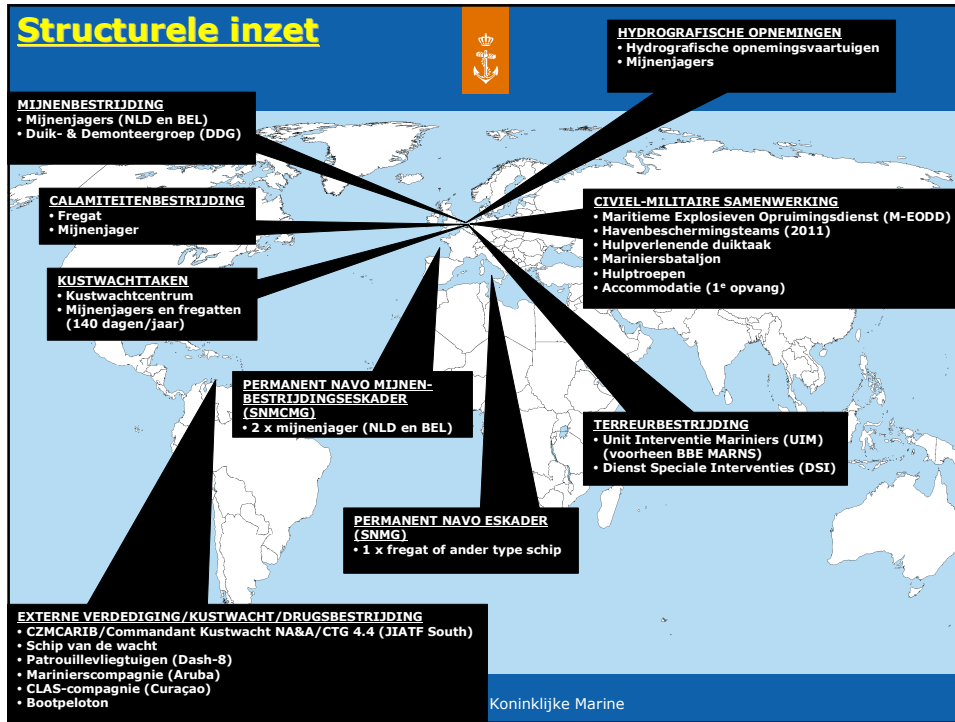 Structurele inzet
HYDROGRAFISCHE OPNEMINGEN
• Hydrografische opnemingsvaartuigen
• Mijnenjagers
MIJNENBESTRIJDING
• Mijnenjagers (NLD en BEL)
• Duik- & Demonteergroep (DDG)
CALAMITEITENBESTRIJDING
• Fregat
• Mijnenjager
CIVIEL-MILITAIRE SAMENWERKING
• Maritieme Explosieven Opruimingsdienst (M-EODD)
• Havenbeschermingsteams (2011)
• Hulpverlenende duiktaak
• Mariniersbataljon
• Hulptroepen
• Accommodatie (1e opvang)
KUSTWACHTTAKEN
• Kustwachtcentrum
• Mijnenjagers en fregatten
(140 dagen/jaar)
PERMANENT NAVO MIJNEN-
BESTRIJDINGSESKADER
(SNMCMG)
• 2 x mijnenjager (NLD en BEL)
TERREURBESTRIJDING
• Unit Interventie Mariniers (UIM)
(voorheen BBE MARNS)
• Dienst Speciale Interventies (DSI)
PERMANENT NAVO ESKADER
(SNMG)
• 1 x fregat of ander type schip
EXTERNE VERDEDIGING/KUSTWACHT/DRUGSBESTRIJDING
• CZMCARIB/Commandant Kustwacht NA&A/CTG 4.4 (JIATF South)
• Schip van de wacht
• Patrouillevliegtuigen (Dash-8)
• Marinierscompagnie (Aruba)
• CLAS-compagnie (Curaçao)
• Bootpeloton
Koninklijke Marine